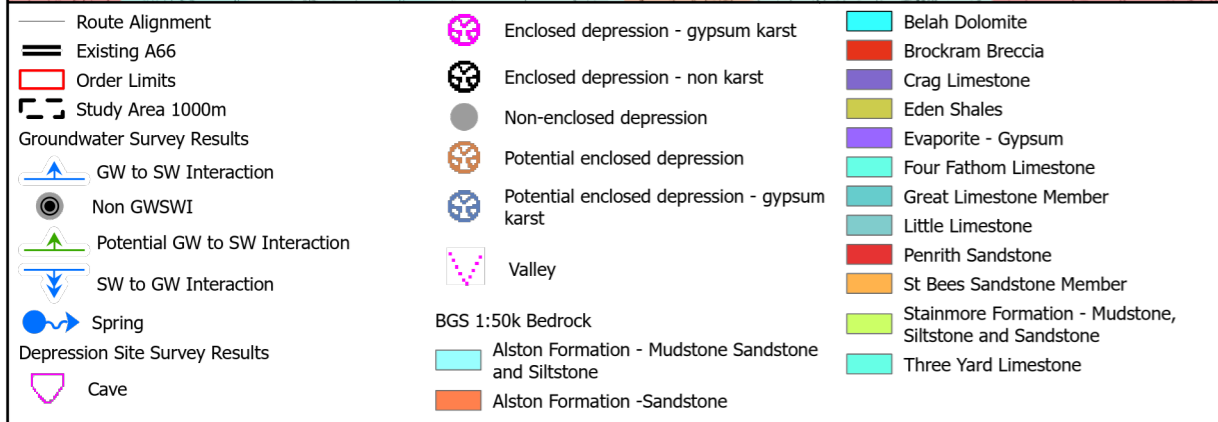 Route Alignment
Existing A66
Order Limits
Study Area 1000m
Groundwater Survey Results
GW to SW Interaction
Non GWSWI
Potential GW to SW Interaction
SW to GW Interaction
Spring
Depression Site Survey Results
Cave
Enclosed depression - gypsum karst
Enclosed depression - non karst
Non-enclosed depression
Potential enclosed depression
Potential enclosed depression - gypsum
karst
Valley
BGS 1:50k Bedrock
Alston Formation - Mudstone Sandstone
and Siltstone
Alston Formation -Sandstone
Belah Dolomite
Brockram Breccia
Crag Limestone
Eden Shales
Evaporite - Gypsum
Four Fathom Limestone
Great Limestone Member
Little Limestone
Penrith Sandstone
St Bees Sandstone Member
Stainmore Formation - Mudstone,
Siltstone and Sandstone
Three Yard Limestone